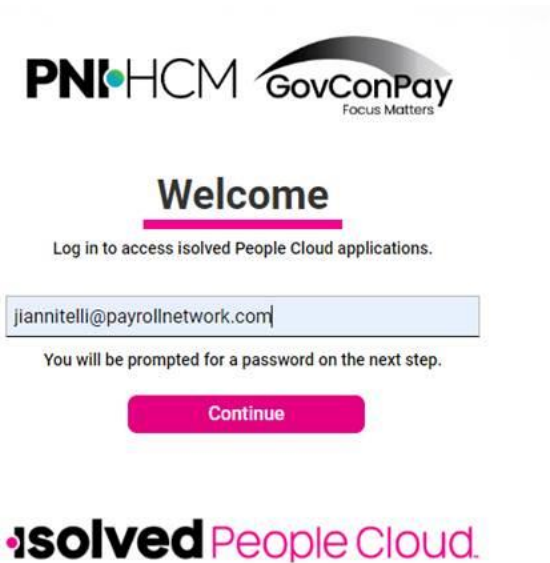 PNI HCM GovConPay
Focus Matters
Welcome
Log in to access isolved People Cloud applications.
jiannitelli@payrollnetwork.com
You will be prompted for a password on the next step.
Continue
isolved People Cloud.